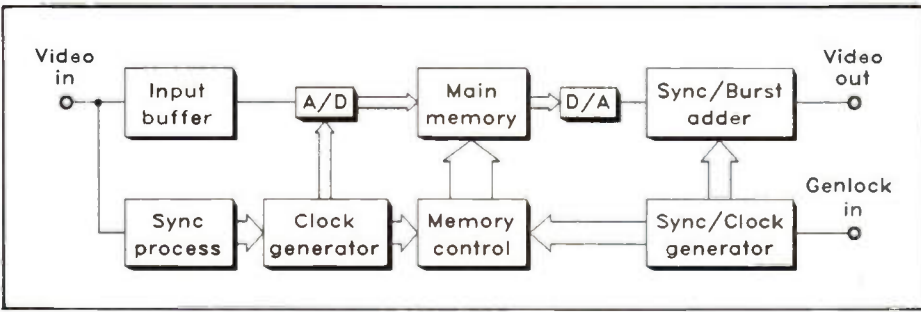 Video
in
Input
buffer
A/D
Main
memory
D/A
Sync/Burst
adder
Video
out
Sync
process
Clock
generator
Memory
control
Sync/Clock
generator
Genlock
in